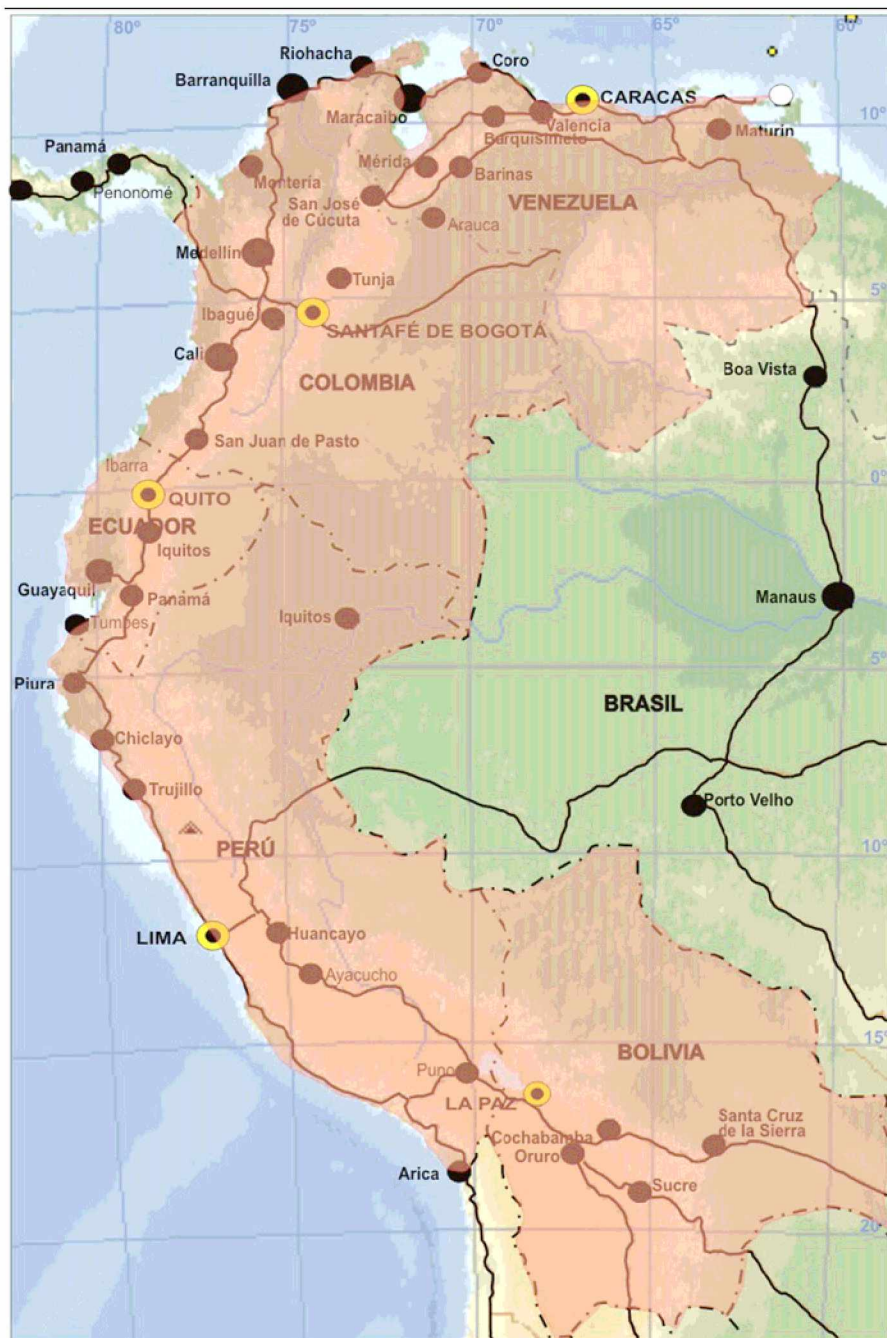 80°
75°
70°
65°
60°
Riohacha
Coro
Barranquilla
CARACAS
Maracaibo
Valencia
Barquisimeto
Maturín
10°
Panamá
Penonomé
Montería
Mérida
Barinas
San José
de Cúcuta
VENEZUELA
Arauca
Medellín
Tunja
5°
Ibagué
SANTAFÉ DE BOGOTÁ
Cali
COLOMBIA
Boa Vista
San Juan de Pasto
Ibarra
0°
QUITO
ECUADOR
Iquitos
Guayaquil
Panamá
Iquitos
Manaus
Tumbes
5°
Piura
BRASIL
Chiclayo
Trujillo
Porto Velho
PERÚ
10°
LIMA
Huancayo
Ayacucho
15°
BOLIVIA
Puno
LA PAZ
Santa Cruz
de la Sierra
Cochabamba
Oruro
Arica
Sucre
20°